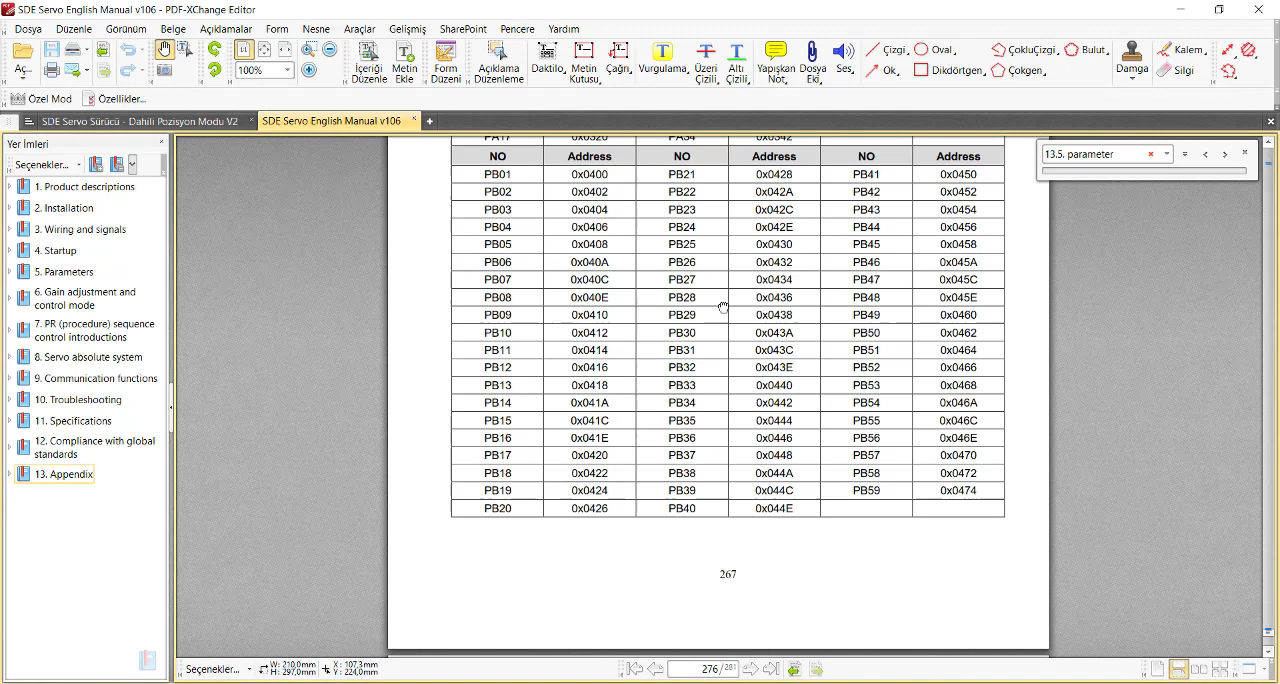 SDE Servo English Manual v106 - PDF-XChange Editor
Dosya Düzenle Görünüm Belge Açıklamalar Form Nesne Araçlar Gelişmiş SharePoint Pencere Yardım
Aç... 100% İçeriği Düzenle Metin Ekle Form Düzeni Açıklama Düzenleme Daktilo Metin Kutusu Çağrı Vurgulama Üzeri Çizili Altı Çizili Yapışkan Not Dosya Eki Ses Çizgi Ok Oval Dikdörtgen ÇokluÇizgi Çokgen Bulut Damga Kalem Silgi
Özel Mod Özellikler...
SDE Servo Sürücü - Dahili Pozisyon Modu V2 SDE Servo English Manual v106
Yer İmleri
Seçenekler...
1. Product descriptions
2. Installation
3. Wiring and signals
4. Startup
5. Parameters
6. Gain adjustment and
control mode
7. PR (procedure) sequence
control introductions
8. Servo absolute system
9. Communication functions
10. Troubleshooting
11. Specifications
12. Compliance with global
standards
13. Appendix
13.5. parameter
PA17 0x0320 PA34 0x0342
NO Address NO Address NO Address
PB01 0x0400 PB21 0x0428 PB41 0x0450
PB02 0x0402 PB22 0x042A PB42 0x0452
PB03 0x0404 PB23 0x042C PB43 0x0454
PB04 0x0406 PB24 0x042E PB44 0x0456
PB05 0x0408 PB25 0x0430 PB45 0x0458
PB06 0x040A PB26 0x0432 PB46 0x045A
PB07 0x040C PB27 0x0434 PB47 0x045C
PB08 0x040E PB28 0x0436 PB48 0x045E
PB09 0x0410 PB29 0x0438 PB49 0x0460
PB10 0x0412 PB30 0x043A PB50 0x0462
PB11 0x0414 PB31 0x043C PB51 0x0464
PB12 0x0416 PB32 0x043E PB52 0x0466
PB13 0x0418 PB33 0x0440 PB53 0x0468
PB14 0x041A PB34 0x0442 PB54 0x046A
PB15 0x041C PB35 0x0444 PB55 0x046C
PB16 0x041E PB36 0x0446 PB56 0x046E
PB17 0x0420 PB37 0x0448 PB57 0x0470
PB18 0x0422 PB38 0x044A PB58 0x0472
PB19 0x0424 PB39 0x044C PB59 0x0474
PB20 0x0426 PB40 0x044E
267
Seçenekler... W: 210,0mm H: 297,0mm X: 107,3mm Y: 224,0mm 276/281